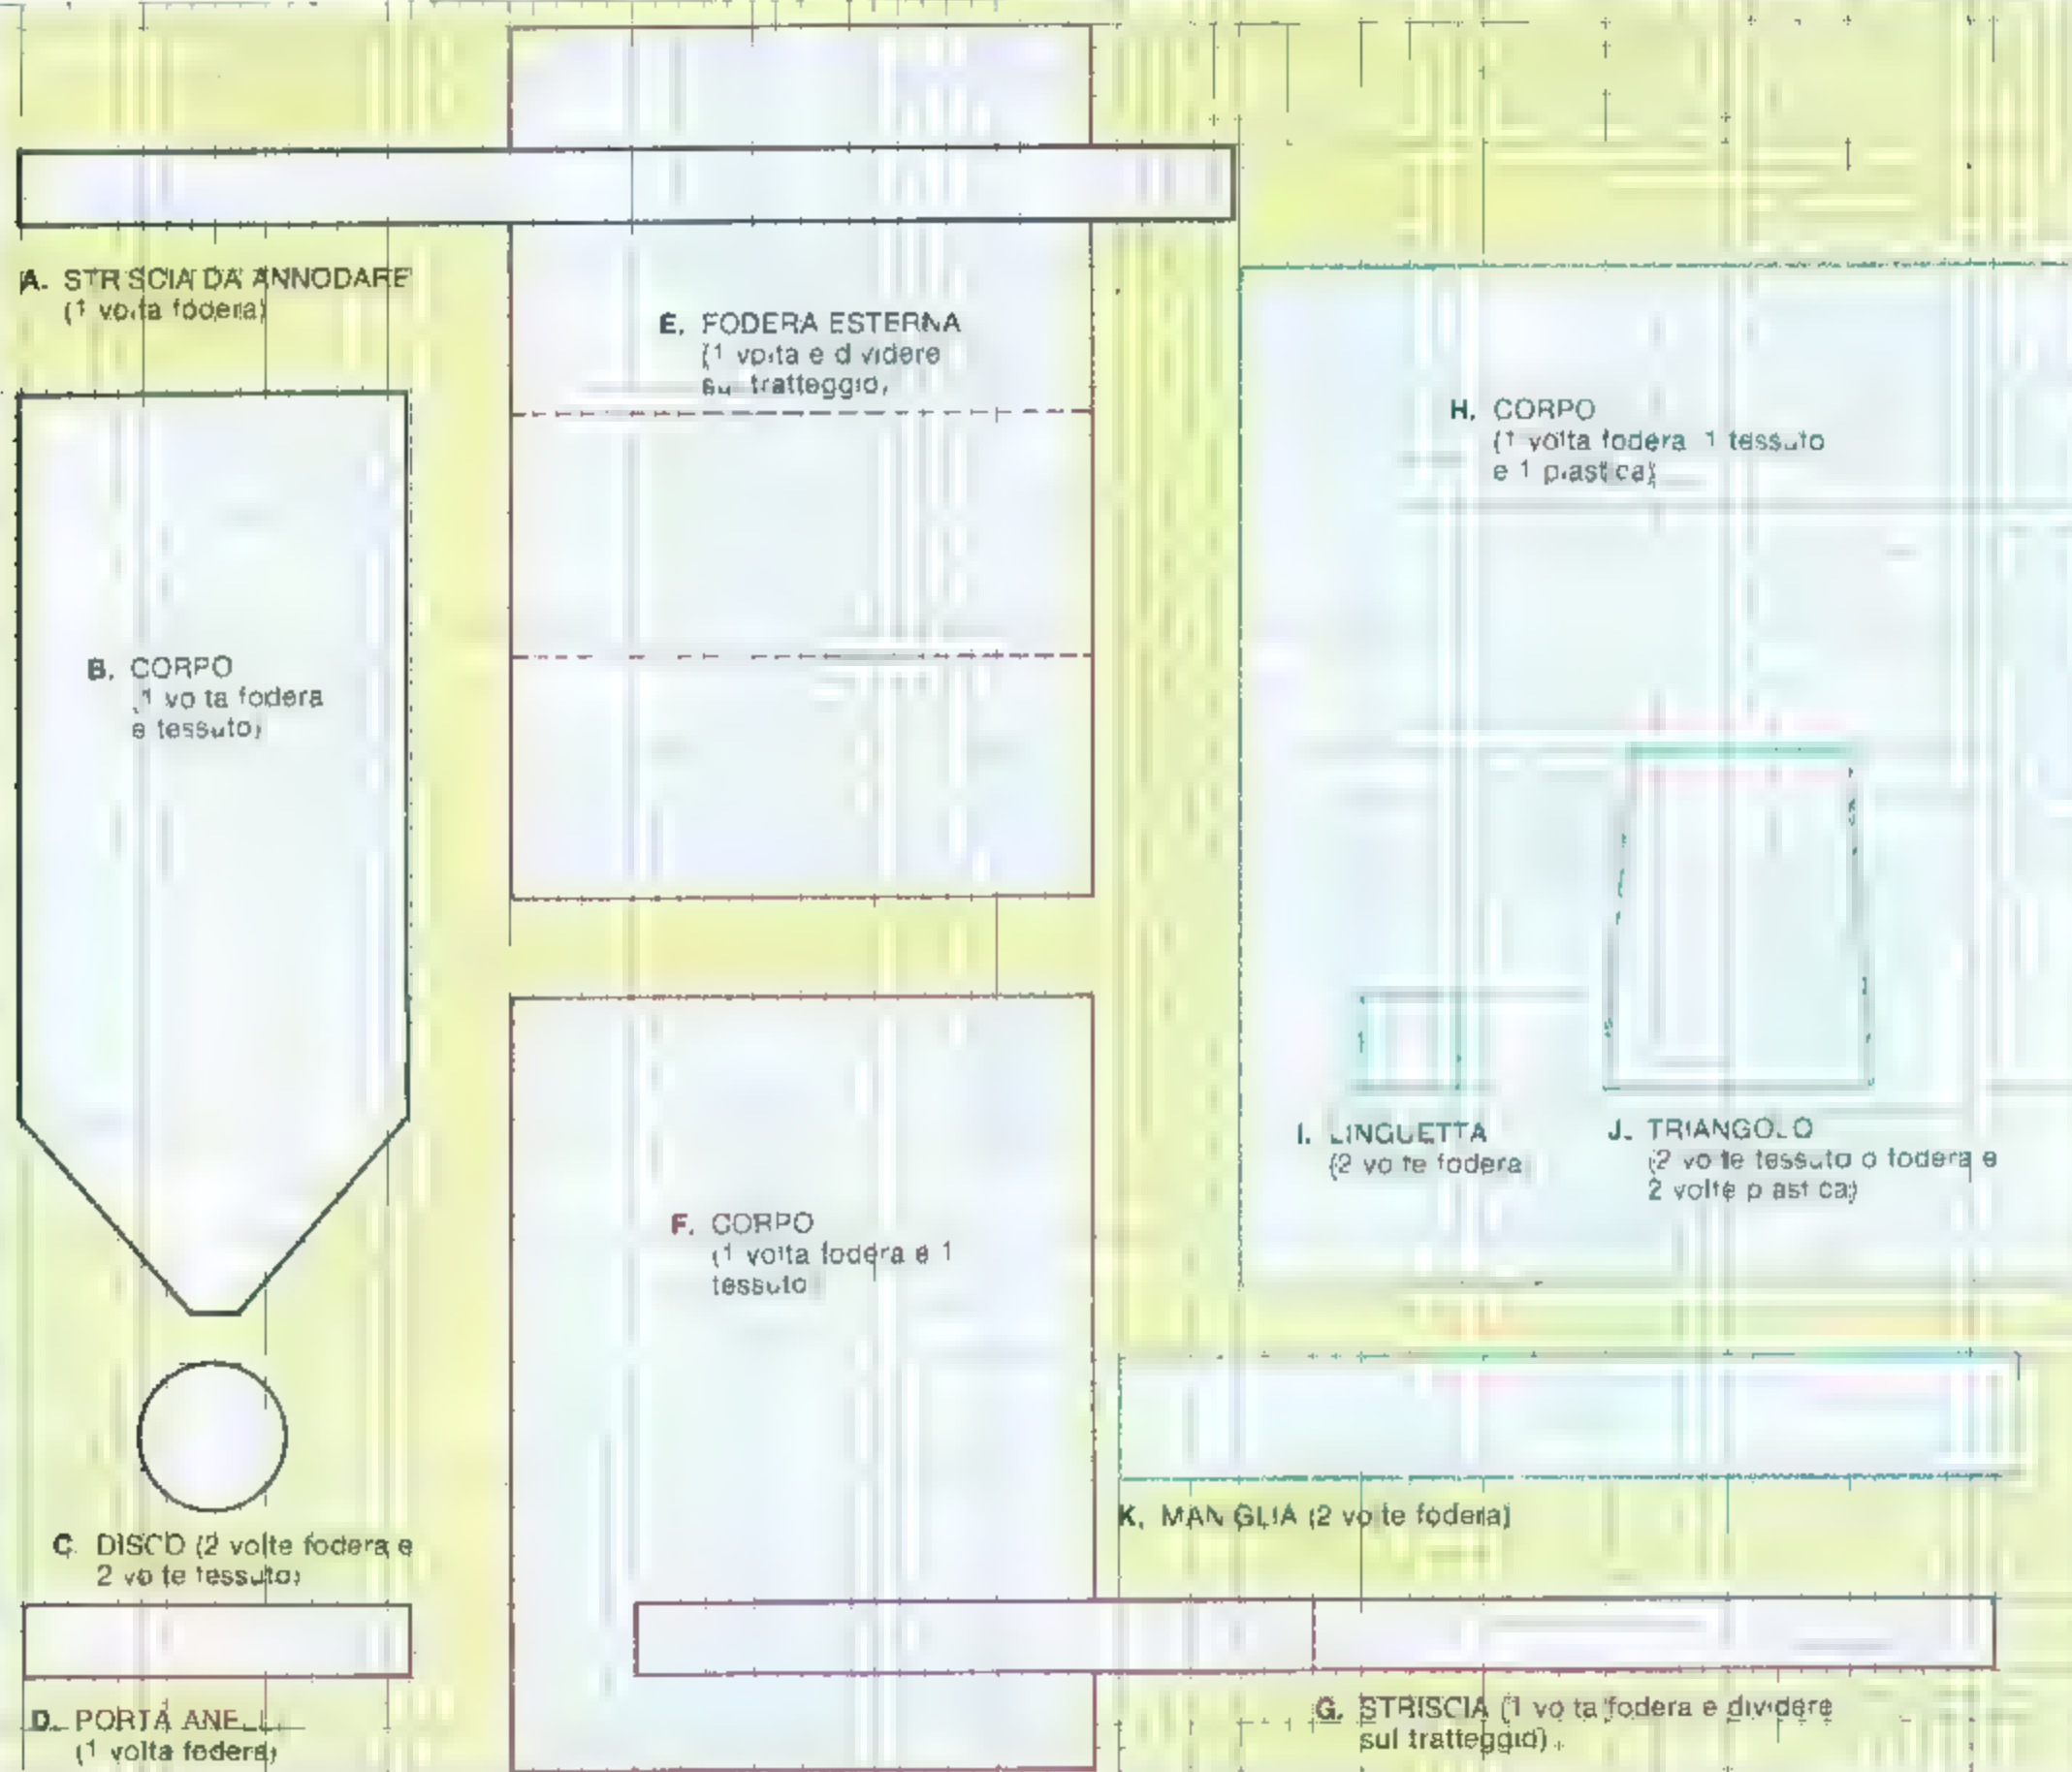 A. STRISCIA DA ANNODARE
(1 volta fodera)
B. CORPO
(1 volta fodera
e tessuto)
C. DISCO (2 volte fodera e
2 volte tessuto)
D. PORTA ANELLI
(1 volta fodera)
E. FODERA ESTERNA
(1 volta e dividere
sul tratteggio)
F. CORPO
(1 volta fodera e 1
tessuto
G. STRISCIA (1 volta fodera e dividere
sul tratteggio).
H. CORPO
(1 volta fodera 1 tessuto
e 1 plastica)
I. LINGUETTA
(2 volte fodera
J. TRIANGOLO
(2 volte tessuto o fodera e
2 volte plastica)
K. MANIGLIA (2 volte fodera)